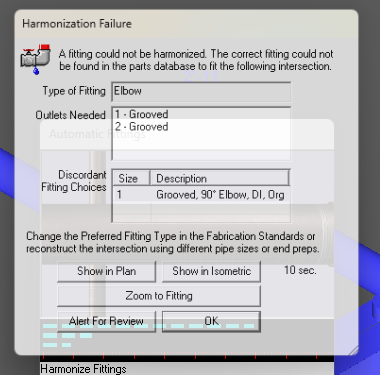 Harmonization Failure
A fitting could not be harmonized. The correct fitting could not
be found in the parts database to fit the following intersection.
Type of Fitting Elbow
Outlets Needed 1 - Grooved
2 - Grooved
Automatic Fittings
Discordant
Fitting Choices
Size Description
1 Grooved, 90° Elbow, DI, Org
Change the Preferred Fitting Type in the Fabrication Standards or
reconstruct the intersection using different pipe sizes or end preps.
Show in Plan Show in Isometric 10 sec.
Zoom to Fitting
Alert For Review OK
Harmonize Fittings